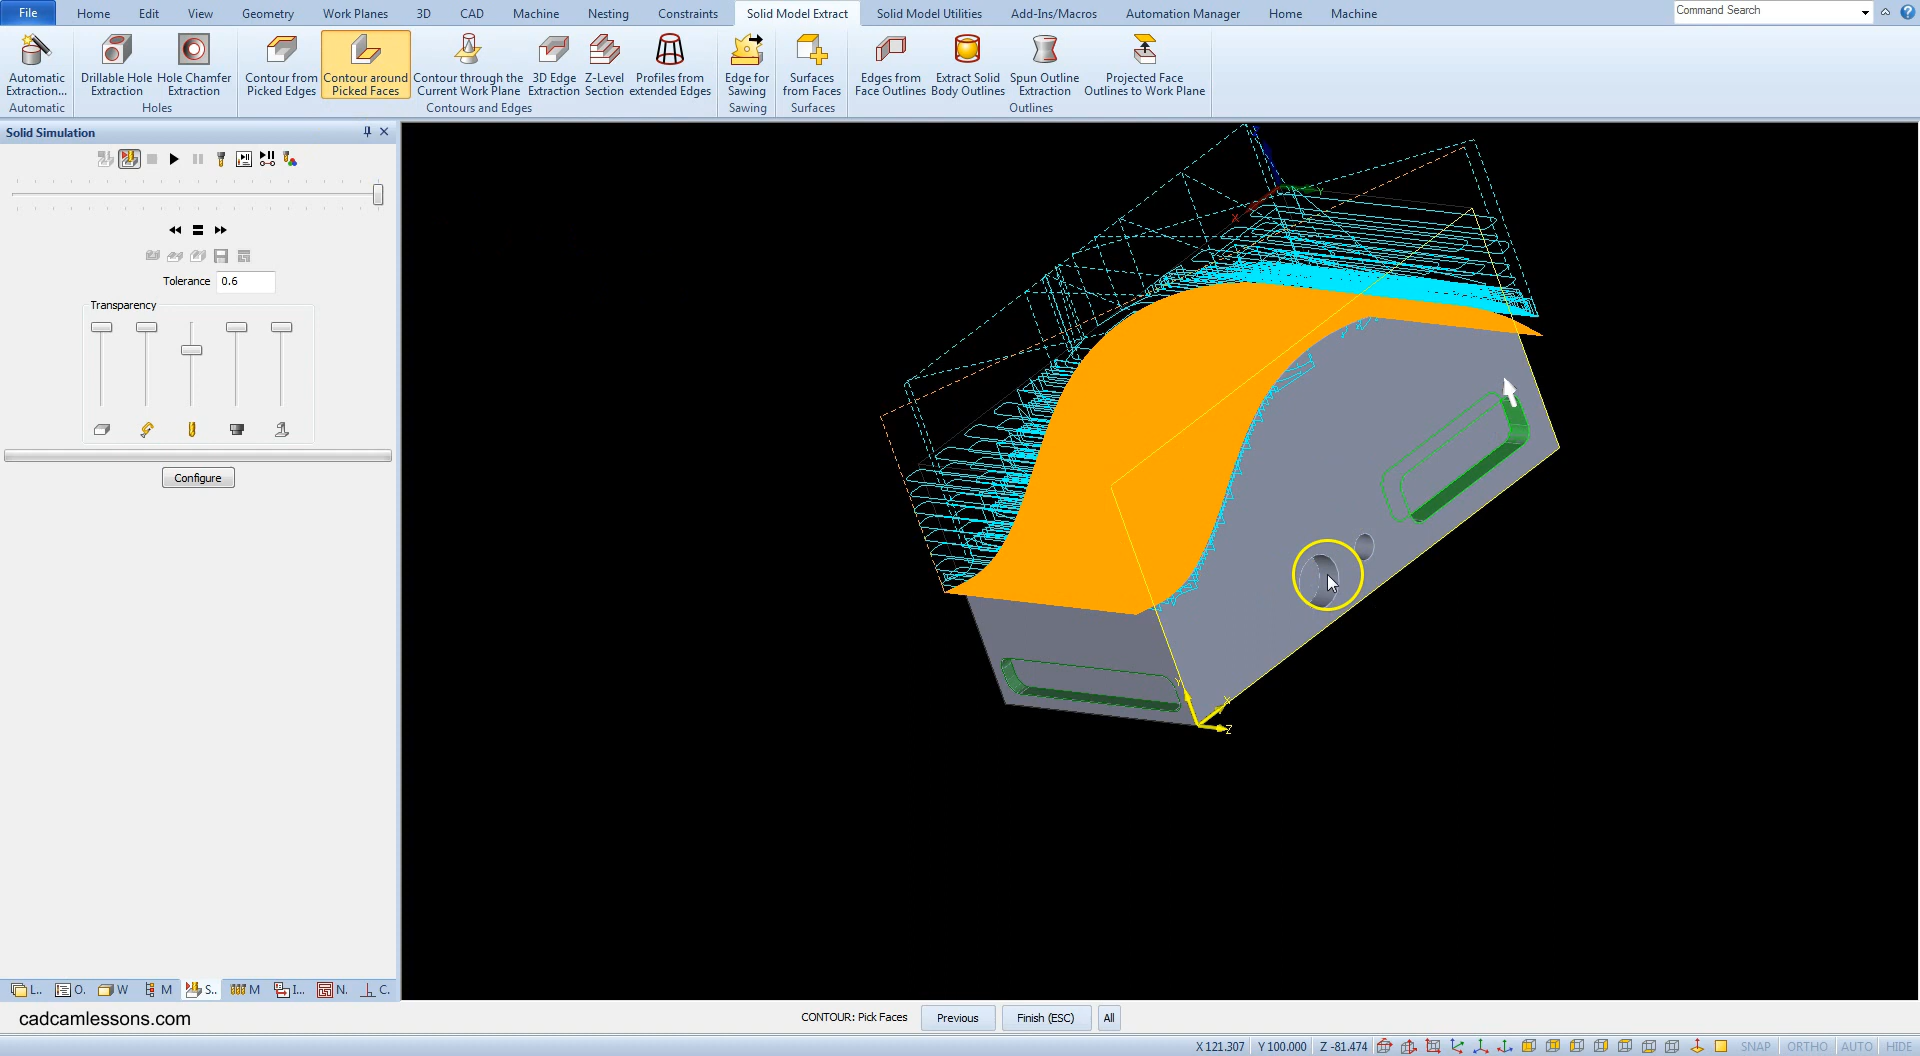 File Home Edit View Geometry Work Planes 3D CAD Machine Nesting Constraints Solid Model Extract Solid Model Utilities Add-Ins/Macros Automation Manager Home Machine Command Search
Automatic Extraction...
Automatic
Drillable Hole Extraction
Hole Chamfer Extraction
Holes
Contour from Picked Edges
Contour around Picked Faces
Contour through the Current Work Plane
3D Edge Extraction
Z-Level Section
Profiles from extended Edges
Contours and Edges
Edge for Sawing
Sawing
Surfaces from Faces
Surfaces
Edges from Face Outlines
Extract Solid Body Outlines
Spun Outline Extraction
Projected Face Outlines to Work Plane
Outlines
Solid Simulation
Tolerance 0.6
Transparency
Configure
X
Y
Y
X
Z
L.. O. W M S.. M I... N. C.
cadcamlessons.com
CONTOUR: Pick Faces Previous Finish (ESC) All
X 121.307 Y 100.000 Z -81.474 SNAP ORTHO AUTO HIDE